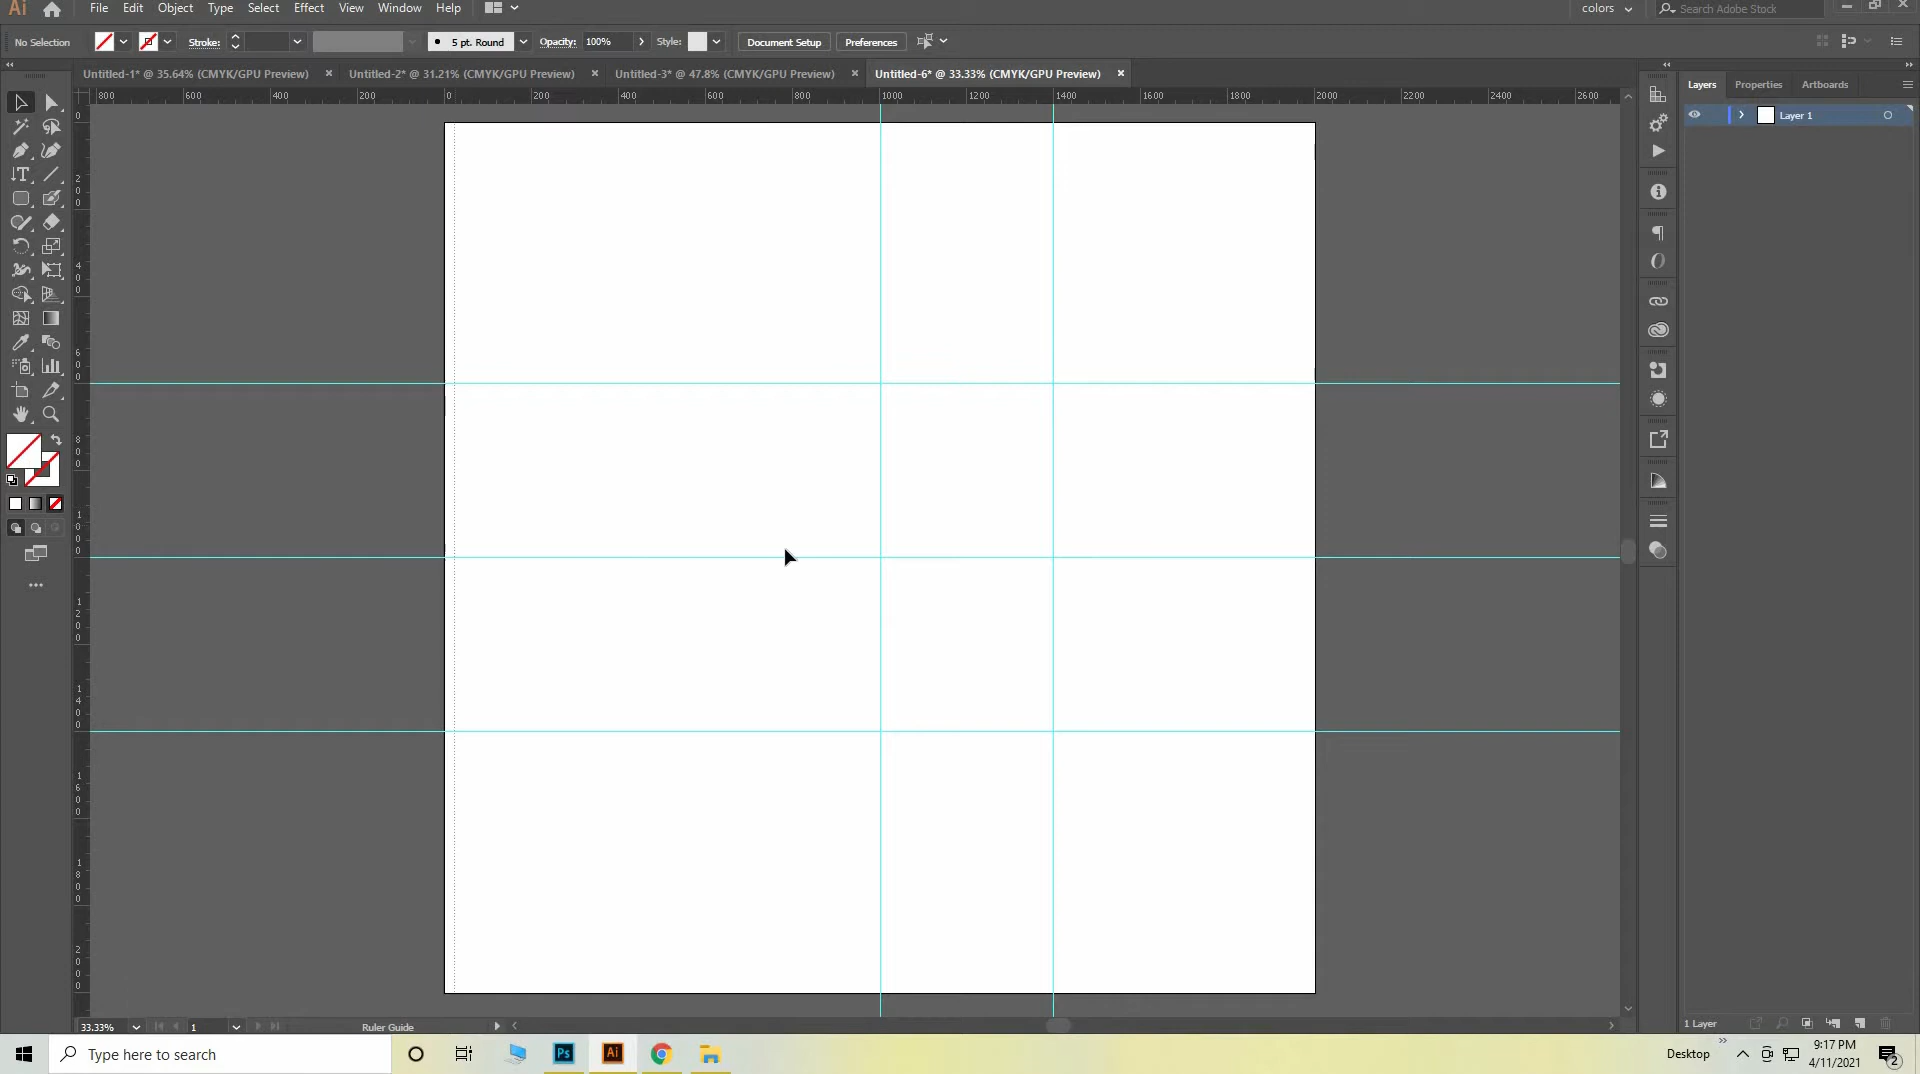 Ai File Edit Object Type Select Effect View Window Help colors Search Adobe Stock
No Selection Stroke: 5 pt. Round Opacity: 100% Style: Document Setup Preferences
Untitled-1* @ 35.64% (CMYK/GPU Preview) × Untitled-2* @ 31.21% (CMYK/GPU Preview) × Untitled-3* @ 47.8% (CMYK/GPU Preview) × Untitled-6* @ 33.33% (CMYK/GPU Preview) ×
Layers Properties Artboards
800 600 400 200 0 200 400 600 800 1000 1200 1400 1600 1800 2000 2200 2400 2600
Layer 1
0
200
400
600
800
1000
1200
1400
1600
1800
2000
33.33% 1 Ruler Guide
1 Layer
Type here to search
Ps Ai
Desktop
9:17 PM
4/11/2021
2